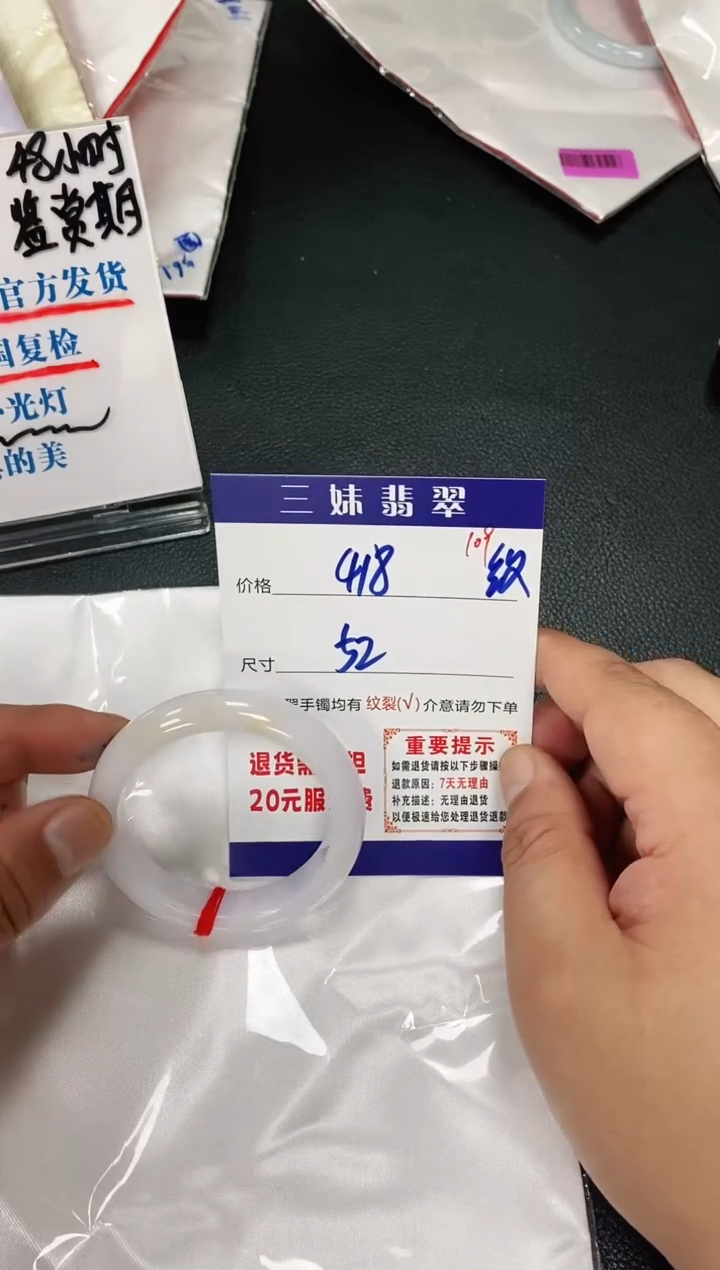 48小时
鉴赏期
官方发货
国复检
光灯
的美
三妹翡翠
109
价格 418 纹
尺寸 52
手镯均有纹裂(√)介意请勿下单
退货需 担
20元服 费
重要提示
如需退货请按以下步骤操
退款原因：7天无理由
补充描述：无理由退货
以便极速给您处理退货退款